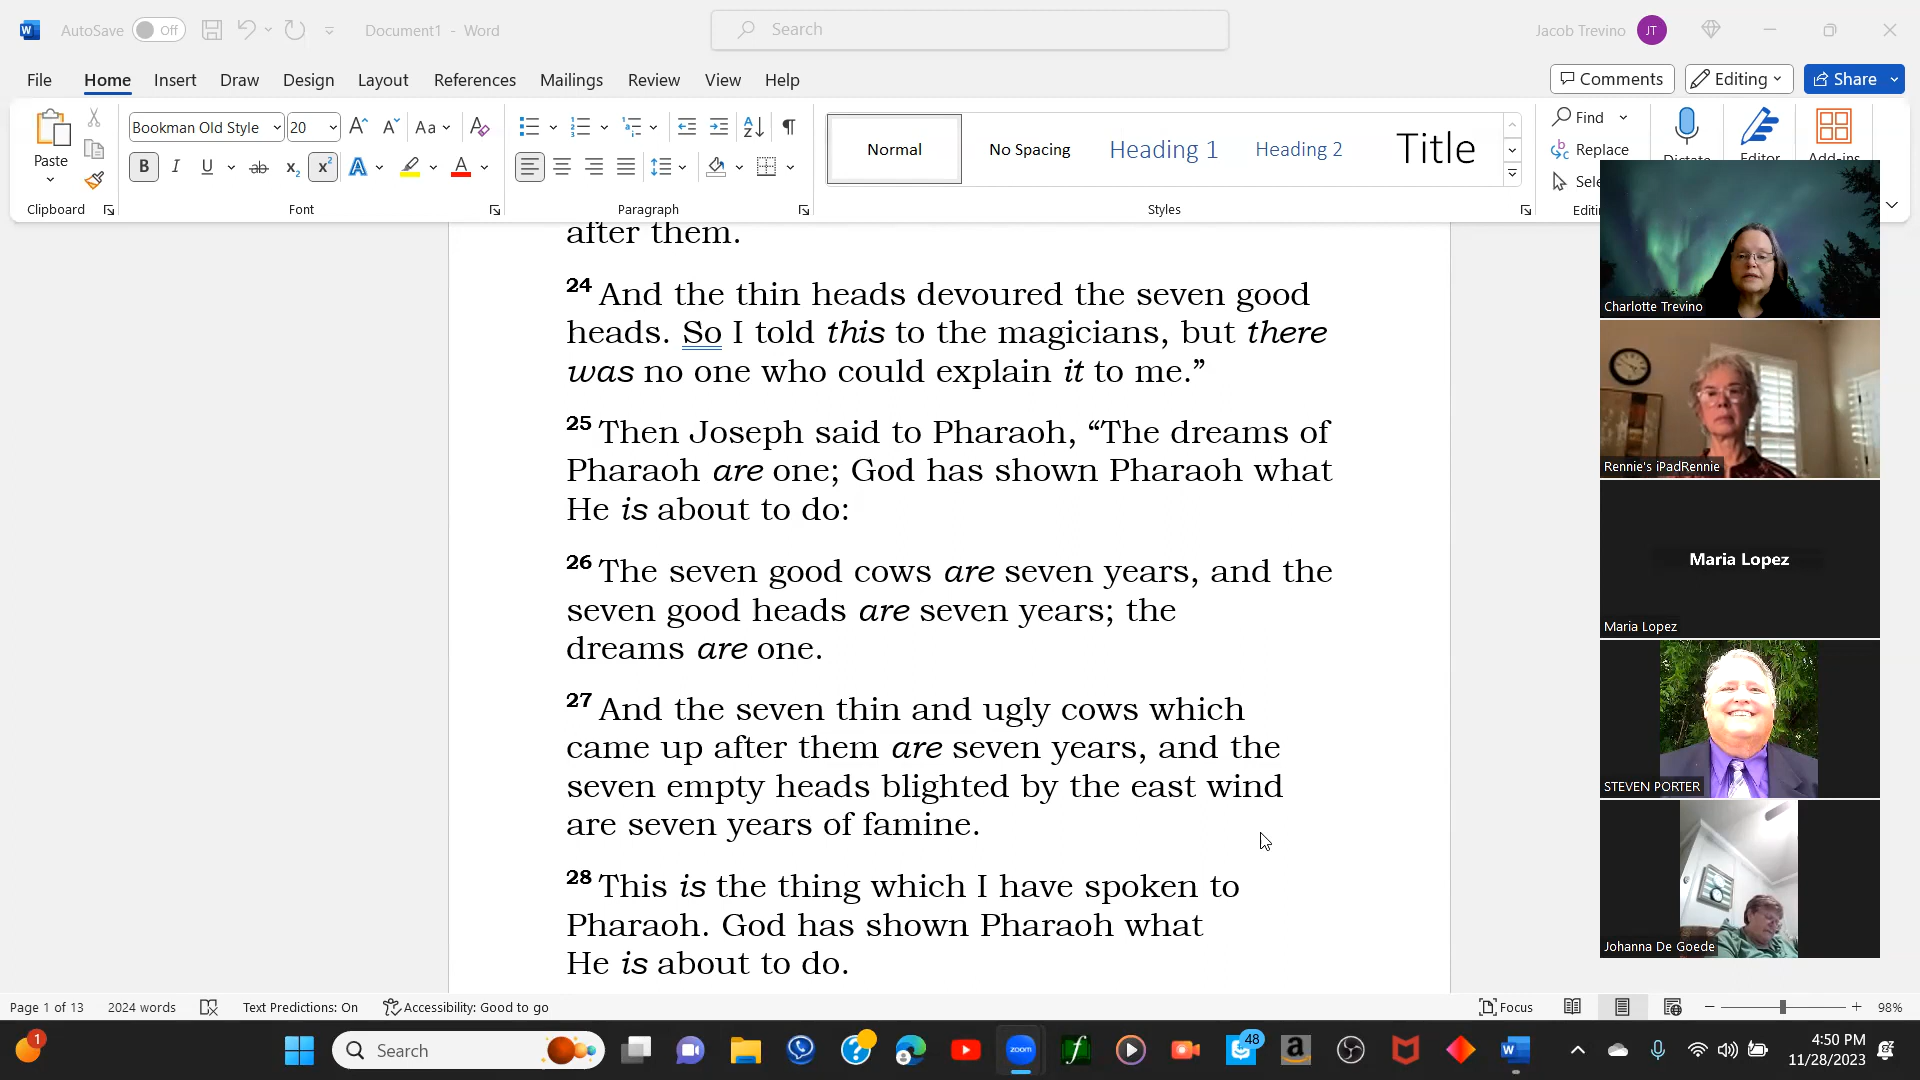 AutoSave Off Document1 - Word Search Jacob Trevino JT
File Home Insert Draw Design Layout References Mailings Review View Help Comments Editing Share
Paste Bookman Old Style 20 Aa Normal No Spacing Heading 1 Heading 2 Title Find
Replace
Clipboard Font Paragraph Styles
after them.
24 And the thin heads devoured the seven good
heads. So I told this to the magicians, but there
was no one who could explain it to me.”
25 Then Joseph said to Pharaoh, “The dreams of
Pharaoh are one; God has shown Pharaoh what
He is about to do:
26 The seven good cows are seven years, and the
seven good heads are seven years; the
dreams are one.
27 And the seven thin and ugly cows which
came up after them are seven years, and the
seven empty heads blighted by the east wind
are seven years of famine.
28 This is the thing which I have spoken to
Pharaoh. God has shown Pharaoh what
He is about to do.
Charlotte Trevino
Rennie's iPadRennie
Maria Lopez
Maria Lopez
STEVEN PORTER
Johanna De Goede
Page 1 of 13 2024 words Text Predictions: On Accessibility: Good to go Focus 98%
1 Search zoom 48 4:50 PM
11/28/2023